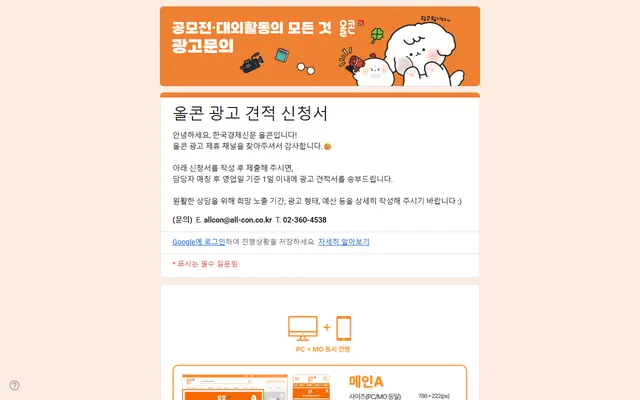 공모전·대외활동의 모든 것 올콘
광고문의
올콘 광고 견적 신청서
안녕하세요, 한국경제신문 올콘입니다!
올콘 광고 제휴 채널을 찾아주셔서 감사합니다.😊
아래 신청서를 작성 후 제출해 주시면,
담당자 매칭 후 영업일 기준 1일 이내에 광고 견적서를 송부드립니다.
원활한 상담을 위해 희망 노출 기간, 광고 형태, 예산 등을 상세히 작성해 주시기 바랍니다 :)
(문의) E. allcon@all-con.co.kr T. 02-360-4538
Google에 로그인하여 진행상황을 저장하세요. 자세히 알아보기
* 표시는 필수 질문임
PC + MO 동시 진행
메인A
사이즈(PC/MO 동일) 786 * 222(px)